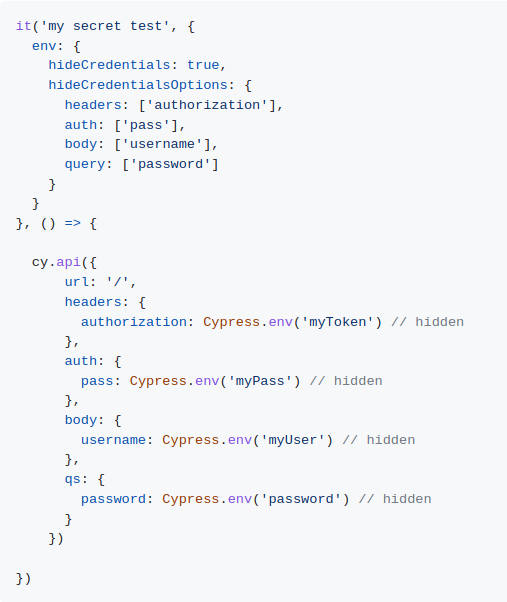 it('my secret test', {
  env: {
    hideCredentials: true,
    hideCredentialsOptions: {
      headers: ['authorization'],
      auth: ['pass'],
      body: ['username'],
      query: ['password']
    }
  }
}, () => {

  cy.api({
      url: '/',
      headers: {
        authorization: Cypress.env('myToken') // hidden
      },
      auth: {
        pass: Cypress.env('myPass') // hidden
      },
      body: {
        username: Cypress.env('myUser') // hidden
      },
      qs: {
        password: Cypress.env('password') // hidden
      }
    })

})